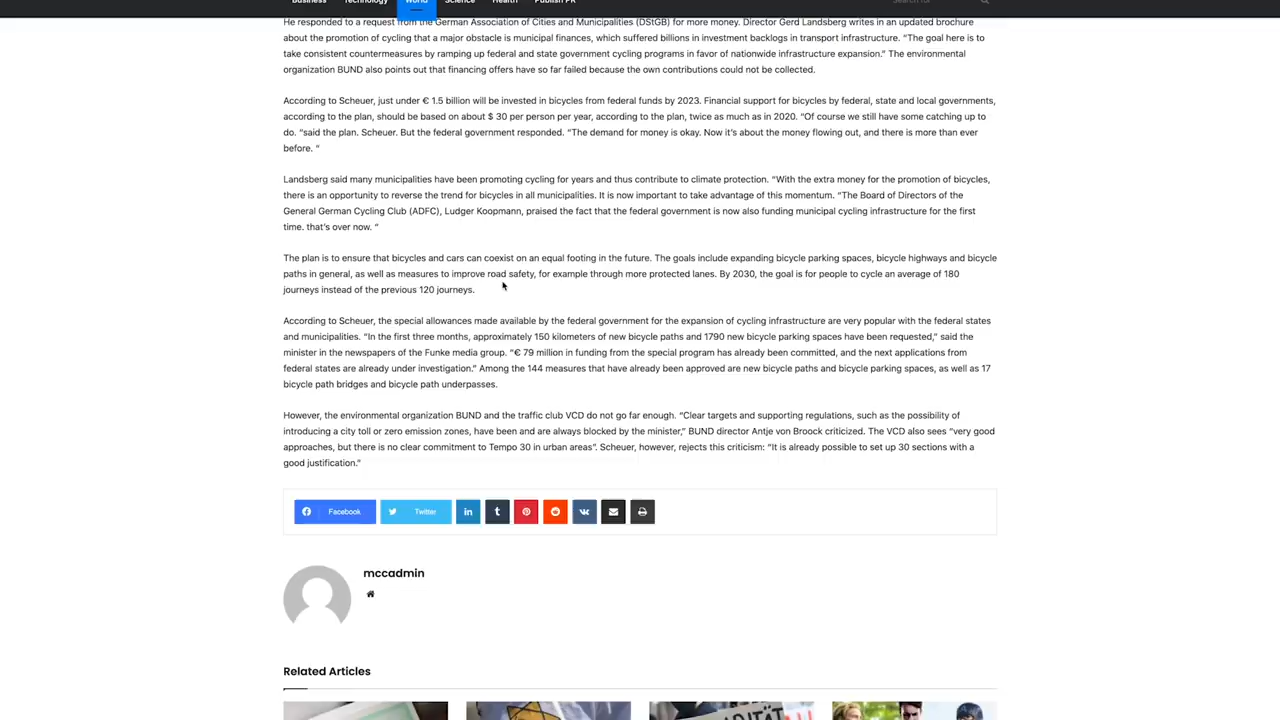 Business Technology World Science Health Publish PR Search for
He responded to a request from the German Association of Cities and Municipalities (DStGB) for more money. Director Gerd Landsberg writes in an updated brochure
about the promotion of cycling that a major obstacle is municipal finances, which suffered billions in investment backlogs in transport infrastructure. “The goal here is to
take consistent countermeasures by ramping up federal and state government cycling programs in favor of nationwide infrastructure expansion.” The environmental
organization BUND also points out that financing offers have so far failed because the own contributions could not be collected.
According to Scheuer, just under € 1.5 billion will be invested in bicycles from federal funds by 2023. Financial support for bicycles by federal, state and local governments,
according to the plan, should be based on about $ 30 per person per year, according to the plan, twice as much as in 2020. “Of course we still have some catching up to
do. “said the plan. Scheuer. But the federal government responded. “The demand for money is okay. Now it’s about the money flowing out, and there is more than ever
before. “
Landsberg said many municipalities have been promoting cycling for years and thus contribute to climate protection. “With the extra money for the promotion of bicycles,
there is an opportunity to reverse the trend for bicycles in all municipalities. It is now important to take advantage of this momentum. “The Board of Directors of the
General German Cycling Club (ADFC), Ludger Koopmann, praised the fact that the federal government is now also funding municipal cycling infrastructure for the first
time. that’s over now. “
The plan is to ensure that bicycles and cars can coexist on an equal footing in the future. The goals include expanding bicycle parking spaces, bicycle highways and bicycle
paths in general, as well as measures to improve road safety, for example through more protected lanes. By 2030, the goal is for people to cycle an average of 180
journeys instead of the previous 120 journeys.
According to Scheuer, the special allowances made available by the federal government for the expansion of cycling infrastructure are very popular with the federal states
and municipalities. “In the first three months, approximately 150 kilometers of new bicycle paths and 1790 new bicycle parking spaces have been requested,” said the
minister in the newspapers of the Funke media group. “€ 79 million in funding from the special program has already been committed, and the next applications from
federal states are already under investigation.” Among the 144 measures that have already been approved are new bicycle paths and bicycle parking spaces, as well as 17
bicycle path bridges and bicycle path underpasses.
However, the environmental organization BUND and the traffic club VCD do not go far enough. “Clear targets and supporting regulations, such as the possibility of
introducing a city toll or zero emission zones, have been and are always blocked by the minister,” BUND director Antje von Broock criticized. The VCD also sees “very good
approaches, but there is no clear commitment to Tempo 30 in urban areas”. Scheuer, however, rejects this criticism: “It is already possible to set up 30 sections with a
good justification.”
Facebook Twitter
mccadmin
Related Articles